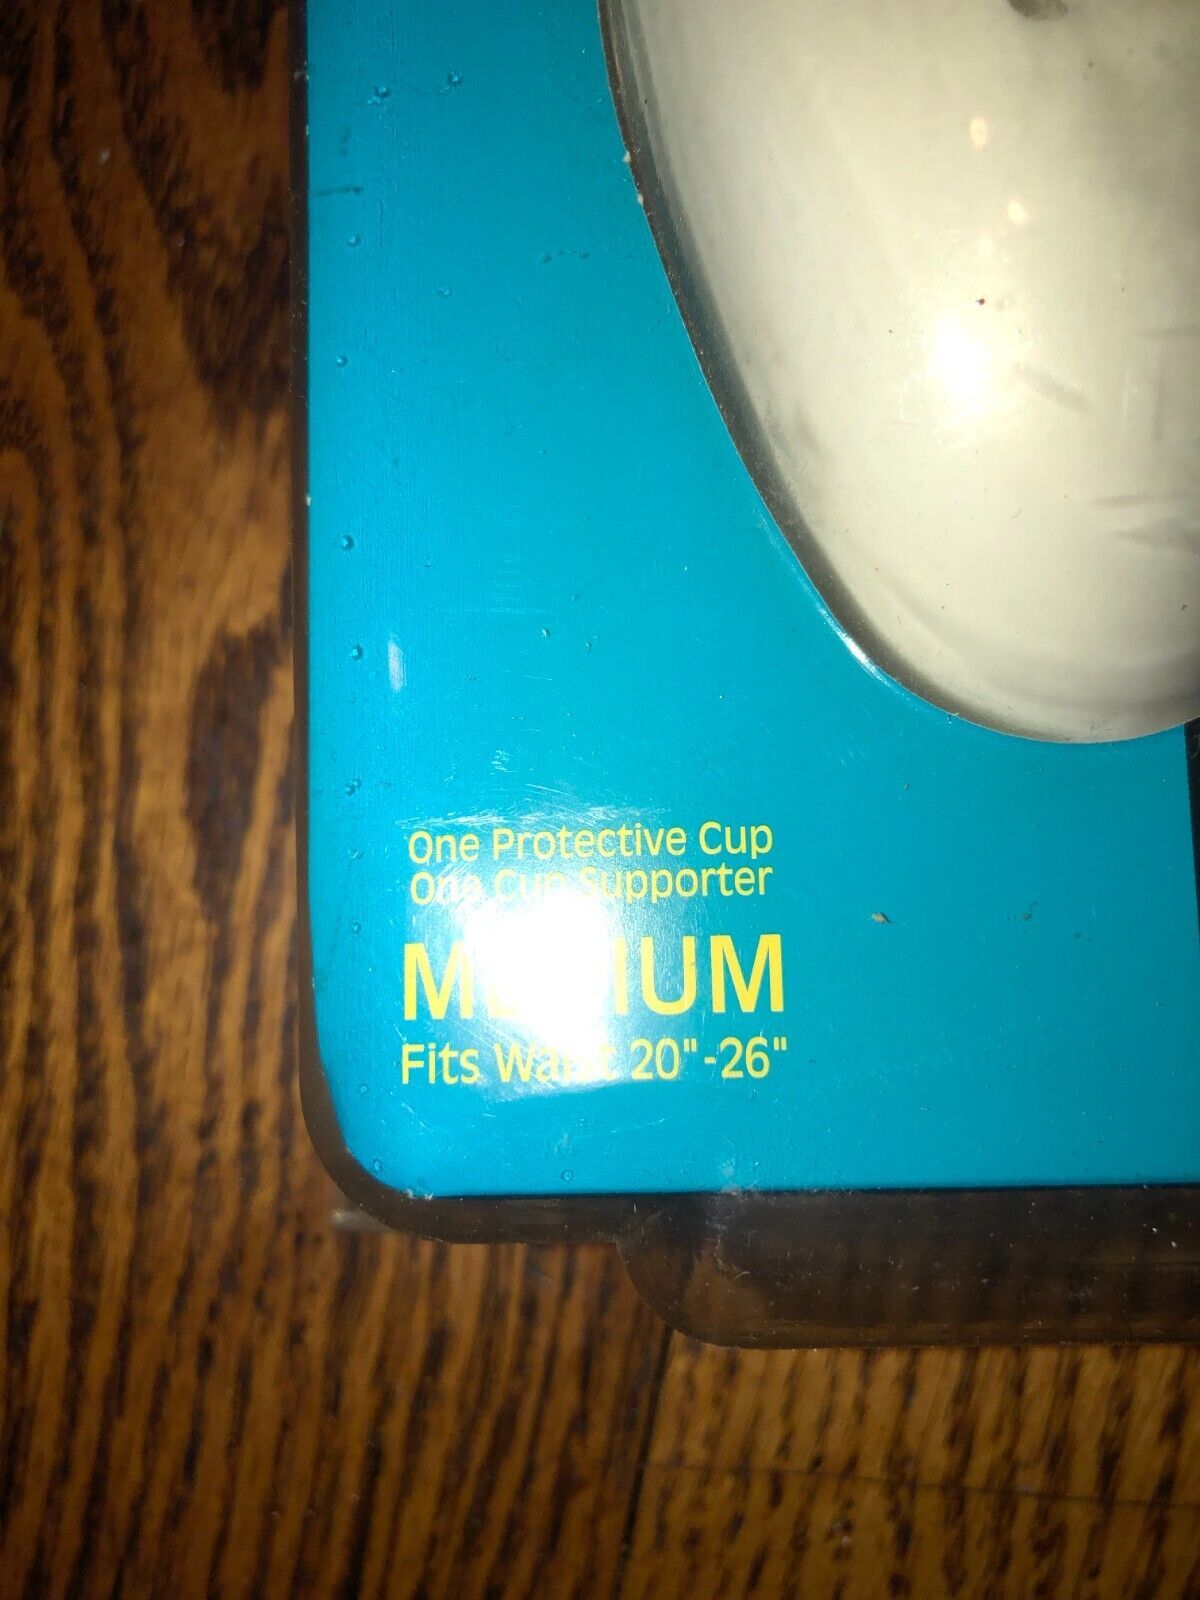 One Protective Cup
One Cup Supporter
MEDIUM
Fits Waist 20"-26"